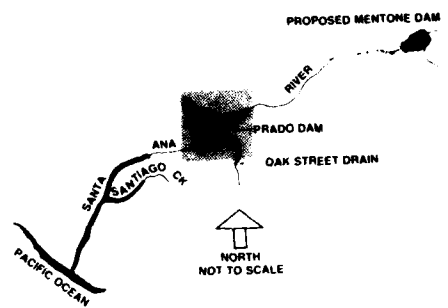 PROPOSED MENTONE DAM
RIVER
PRADO DAM
ANA
OAK STREET DRAIN
SANTIAGO CK
SANTA
NORTH
NOT TO SCALE
PACIFIC OCEAN